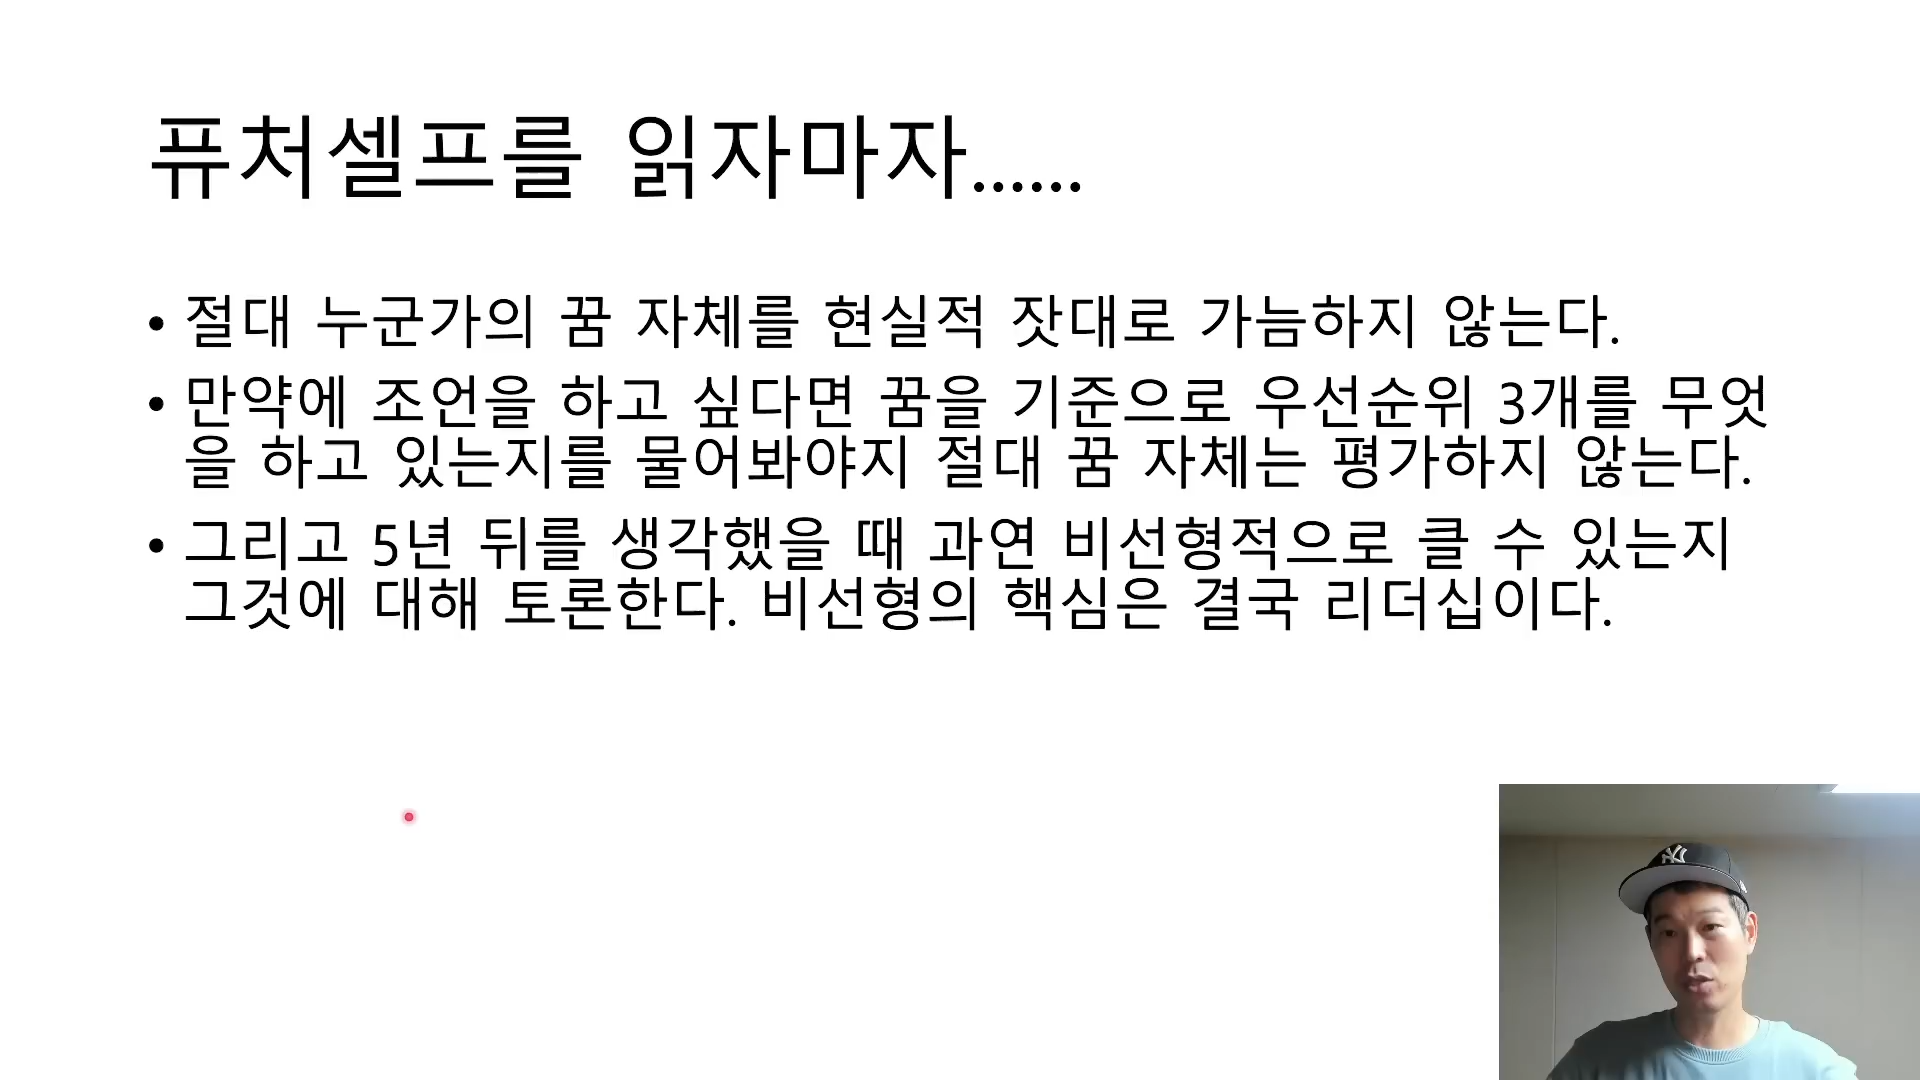 퓨처셀프를 읽자마자......
• 절대 누군가의 꿈 자체를 현실적 잣대로 가늠하지 않는다.
• 만약에 조언을 하고 싶다면 꿈을 기준으로 우선순위 3개를 무엇
을 하고 있는지를 물어봐야지 절대 꿈 자체는 평가하지 않는다.
• 그리고 5년 뒤를 생각했을 때 과연 비선형적으로 클 수 있는지
그것에 대해 토론한다. 비선형의 핵심은 결국 리더십이다.
NY